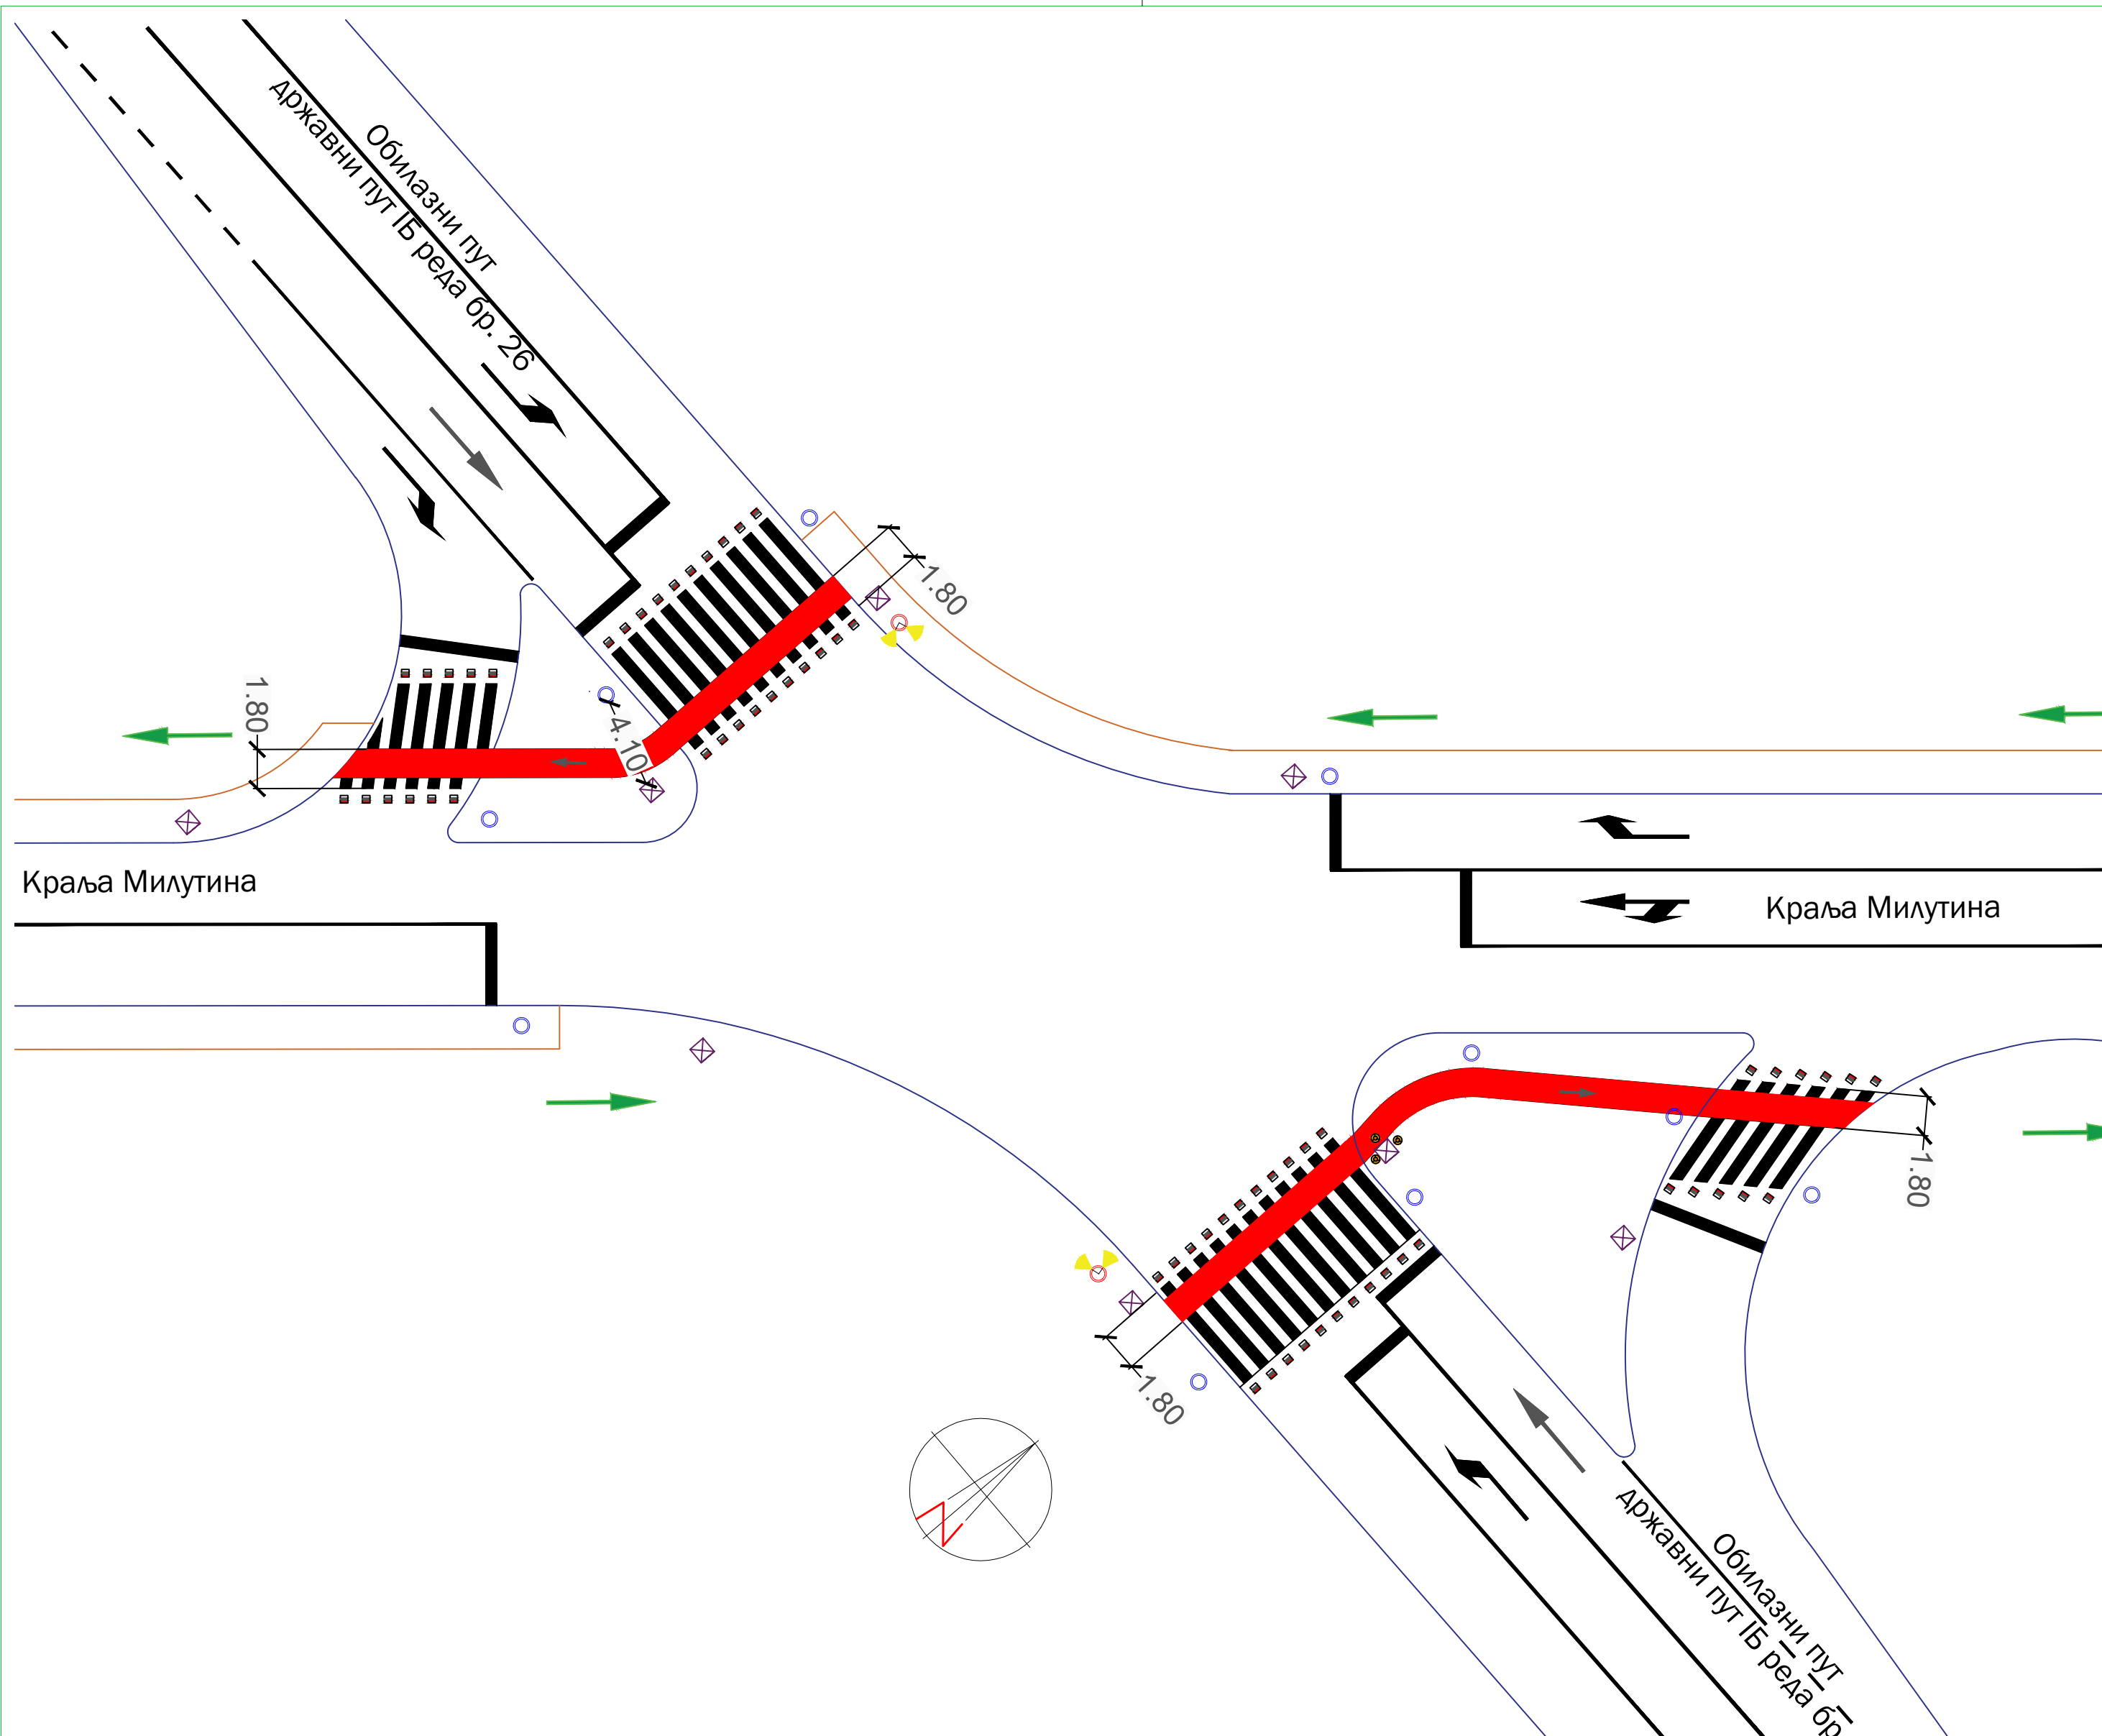 Обилазни пут
државни пут IБ реда бр. 26
1.80
1.80
4.10
Краља Милутина
Краља Милутина
1.80
1.80
N
Обилазни пут
државни пут IБ реда бр